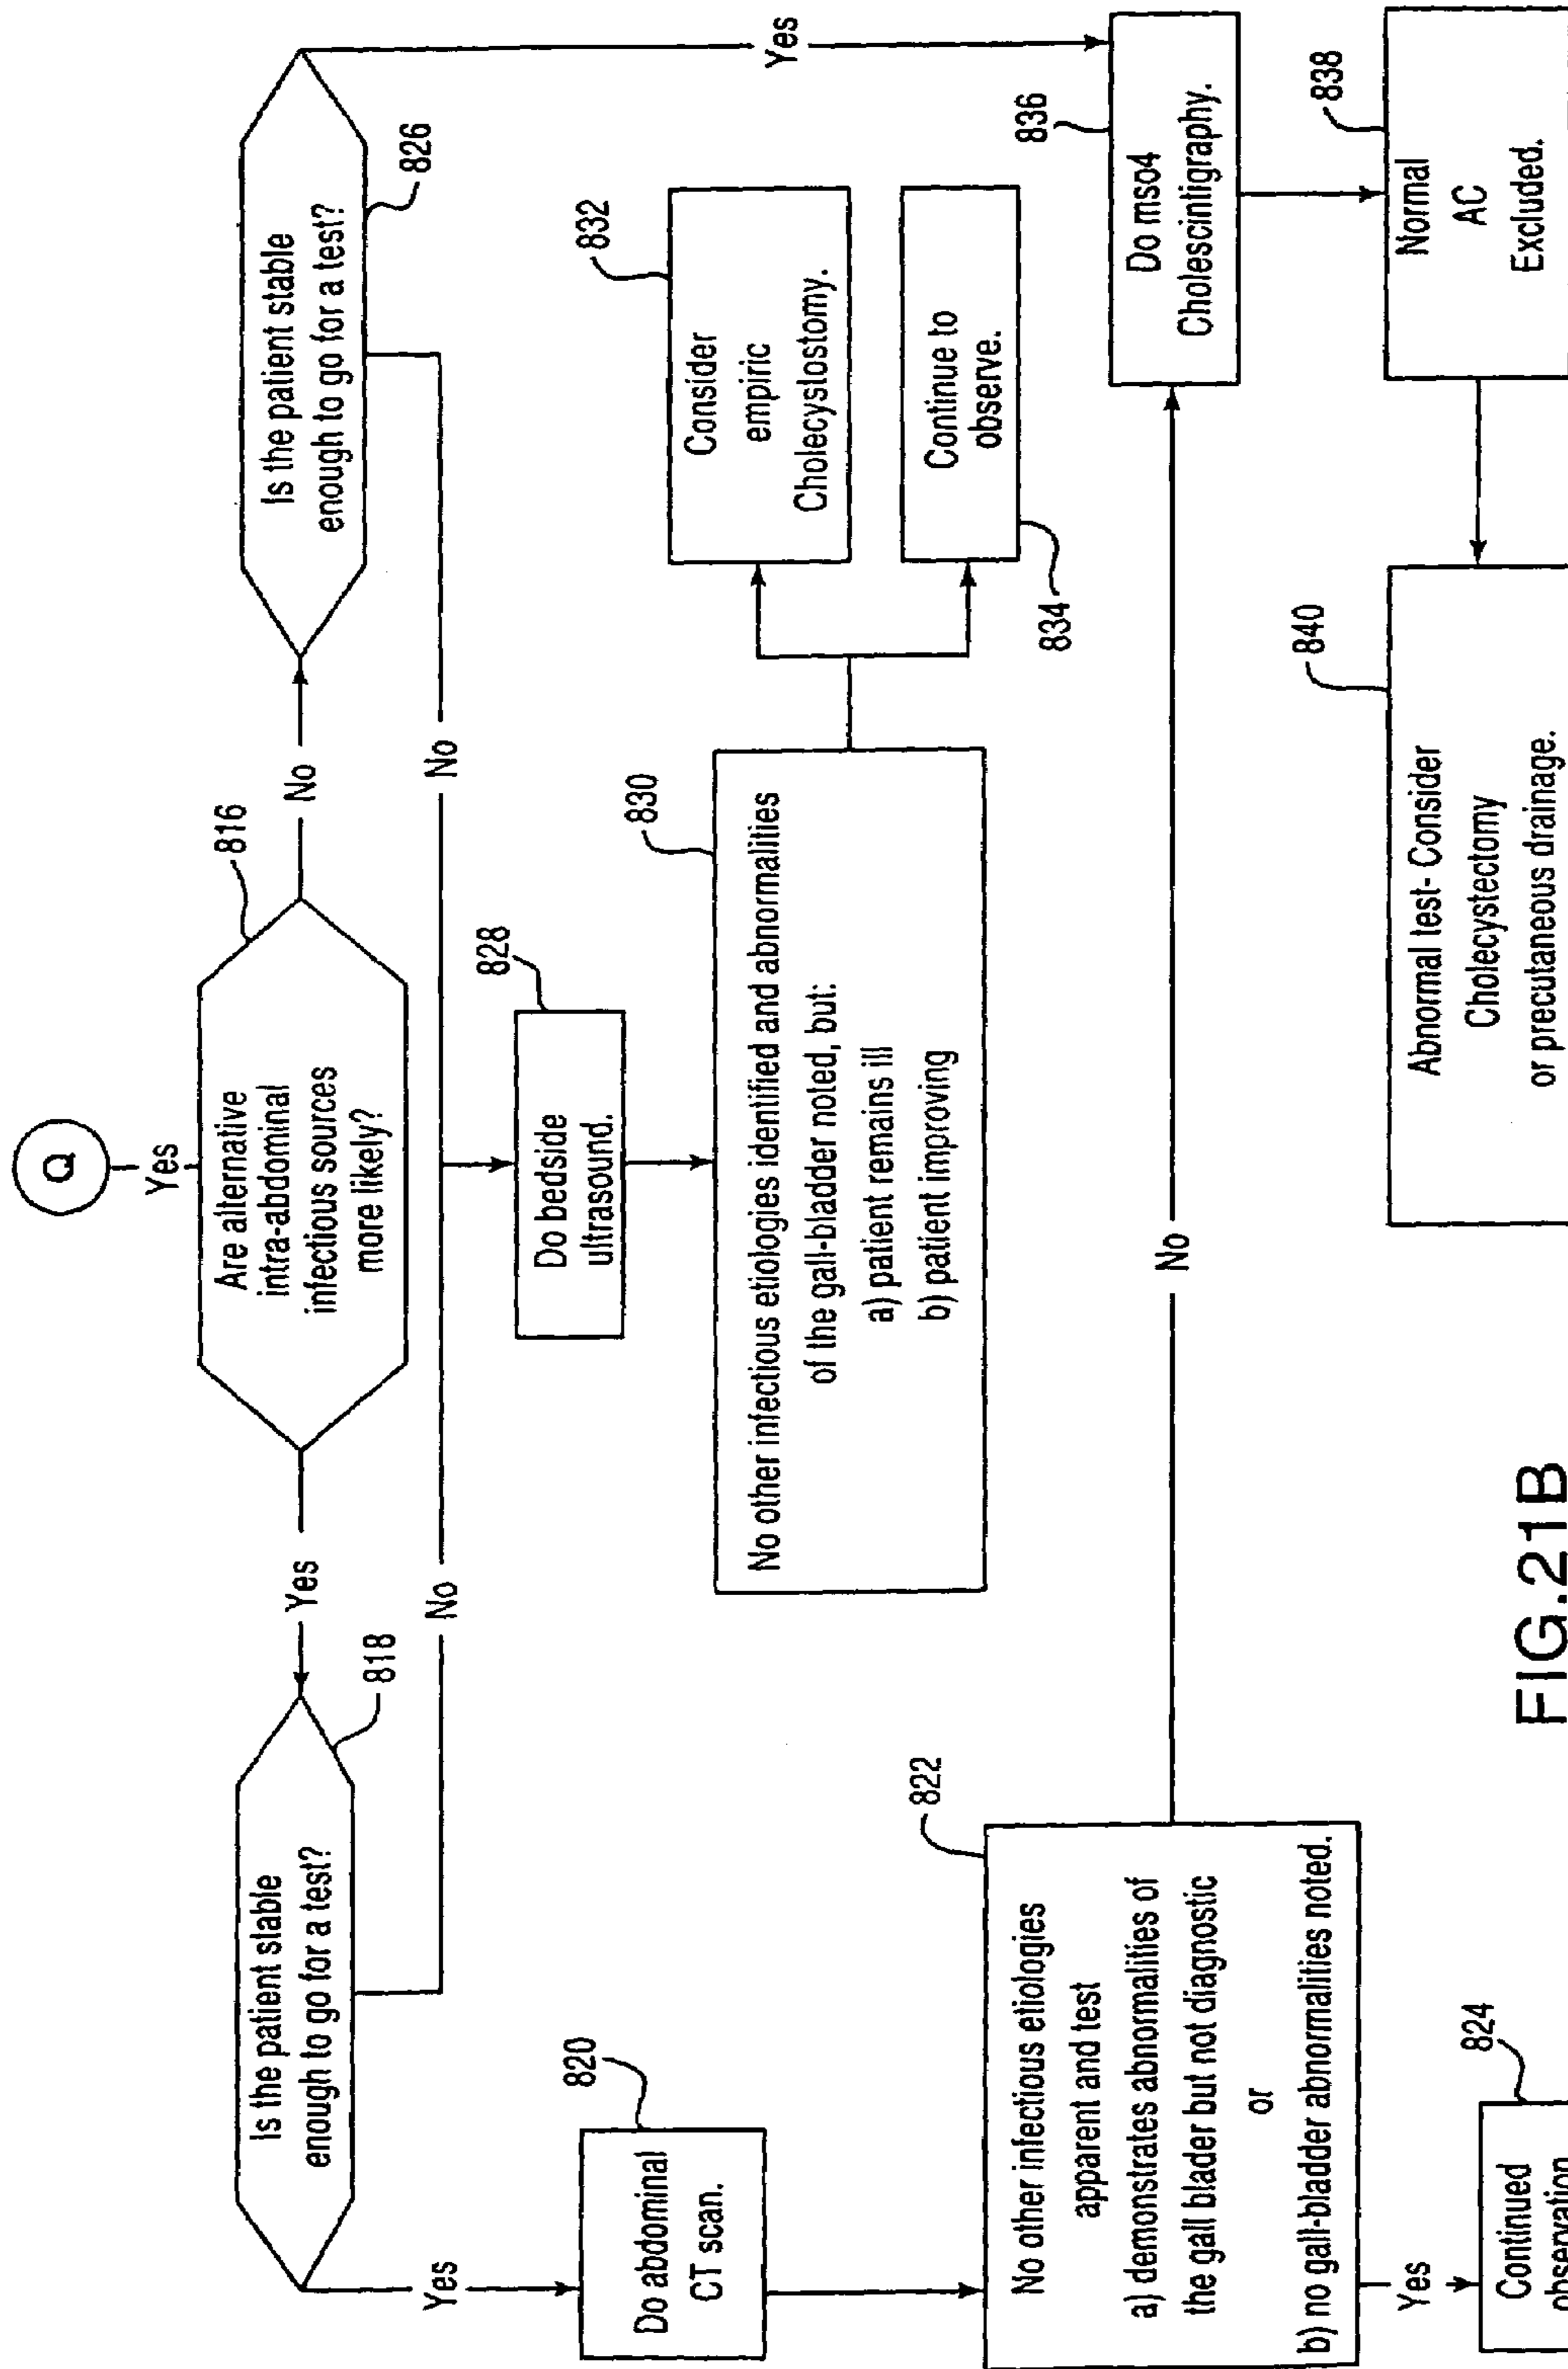 Q
Yes
816
Are alternative
intra-abdominal
infectious sources
more likely?
Yes
No
818
Is the patient stable
enough to go for a test?
826
Is the patient stable
enough to go for a test?
No
No
Yes
Yes
820
Do abdominal
CT scan.
828
Do bedside
ultrasound.
830
No other infectious etiologies identified and abnormalities
of the gall-bladder noted, but:
a) patient remains ill
b) patient improving
832
Consider
empiric
Cholecystostomy.
Continue to
observe.
834
822
No other infectious etiologies
apparent and test
a) demonstrates abnormalities of
the gall blader but not diagnostic
or
b) no gall-bladder abnormalities noted.
No
836
Do mso4
Cholescintigraphy.
Yes
824
Continued
observation
840
Abnormal test- Consider
Cholecystectomy
or precutaneous drainage.
838
Normal
AC
Excluded.
FIG.21B